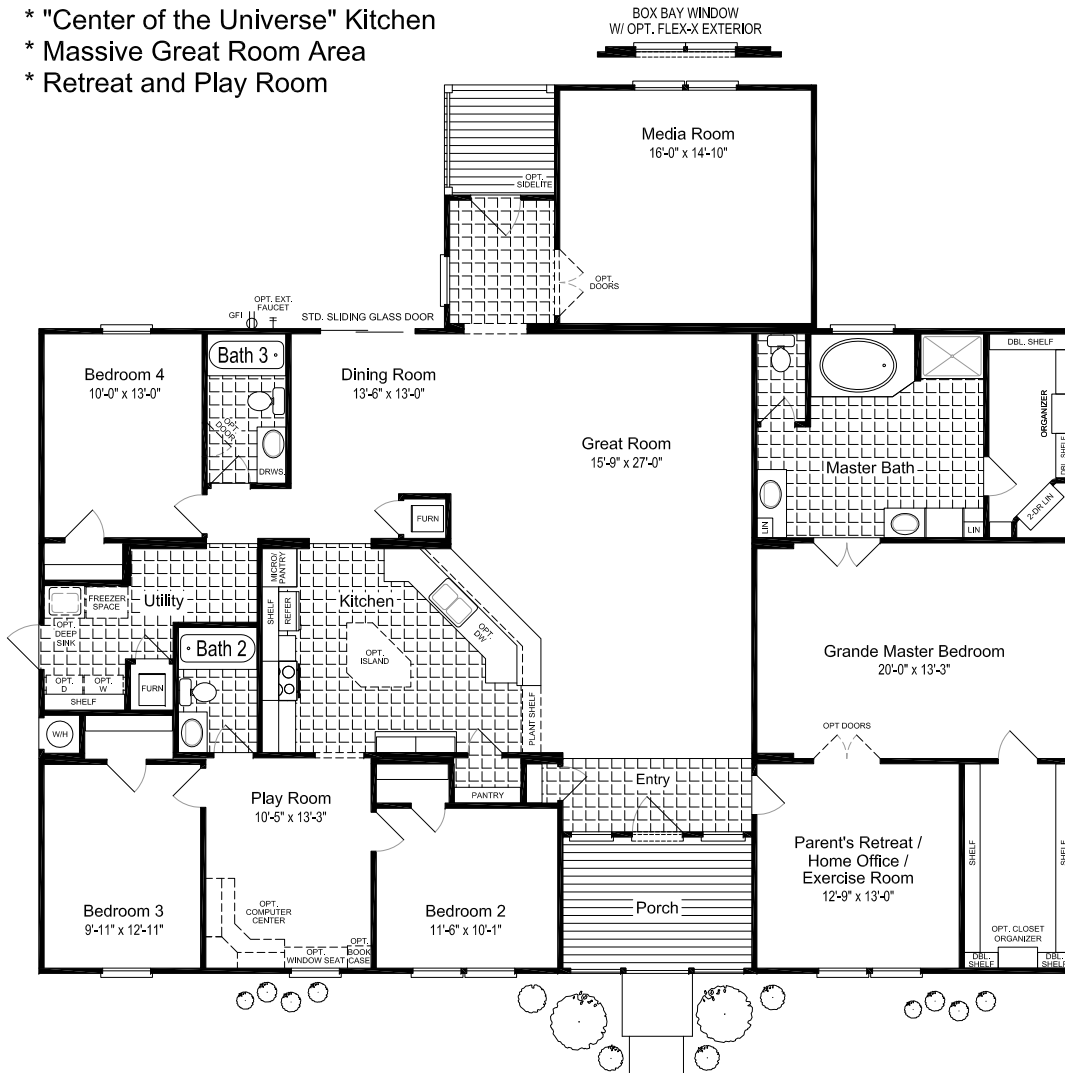 * "Center of the Universe" Kitchen
* Massive Great Room Area
* Retreat and Play Room
BOX BAY WINDOW
W/ OPT. FLEX-X EXTERIOR
Media Room
16'-0" x 14'-10"
OPT.
SIDELITE
OPT.
DOORS
OPT. EXT.
FAUCET
GFI
STD. SLIDING GLASS DOOR
Bedroom 4
10'-0" x 13'-0"
Bath 3
OPT.
DOOR
DRWS.
Dining Room
13'-6" x 13'-0"
Great Room
15'-9" x 27'-0"
FURN
Master Bath
LIN
LIN
DBL. SHELF
ORGANIZER
DBL. SHELF
2-DR LIN
MICRO/
PANTRY
SHELF
REFER
Kitchen
OPT.
ISLAND
OPT.
DW
PLANT SHELF
FREEZER
SPACE
Utility
OPT.
DEEP
SINK
OPT.
D
OPT.
W
SHELF
FURN
Bath 2
W/H
Grande Master Bedroom
20'-0" x 13'-3"
OPT DOORS
Entry
PANTRY
Play Room
10'-5" x 13'-3"
OPT.
COMPUTER
CENTER
OPT.
WINDOW SEAT
OPT.
BOOK
CASE
Bedroom 3
9'-11" x 12'-11"
Bedroom 2
11'-6" x 10'-1"
Porch
Parent's Retreat /
Home Office /
Exercise Room
12'-9" x 13'-0"
SHELF
SHELF
OPT. CLOSET
ORGANIZER
DBL.
SHELF
DBL.
SHELF